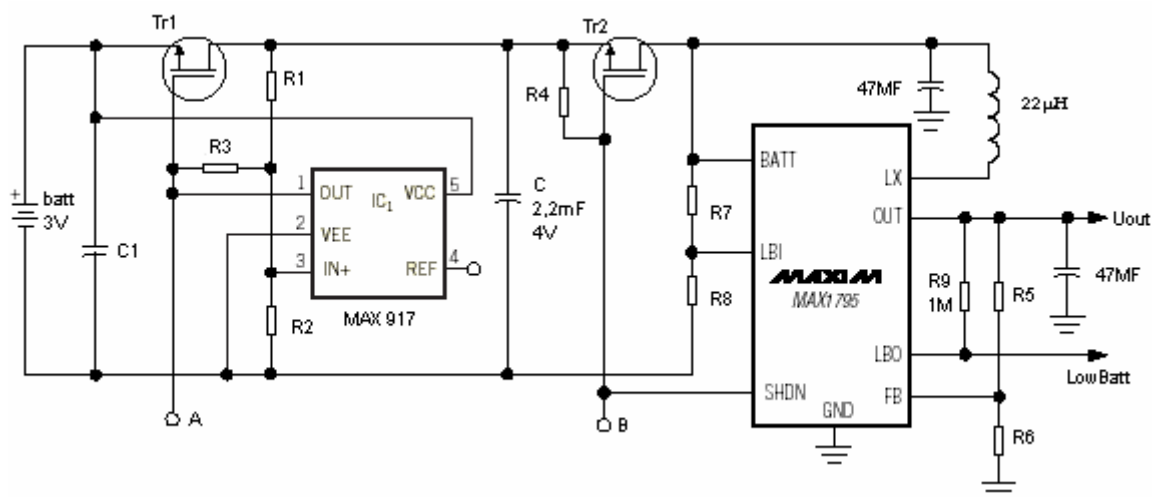 Tr1
Tr2
R1
R4
47MF
22µH
R3
batt
3V
C1
1
OUT
IC1
VCC
5
2
VEE
3
IN+
REF
4
R2
MAX 917
C
2,2mF
4V
R7
R8
BATT
LX
OUT
LBI
MAXIM
MAX1795
LBO
SHDN
FB
GND
Uout
R9
1M
R5
47MF
LowBatt
R6
A
B